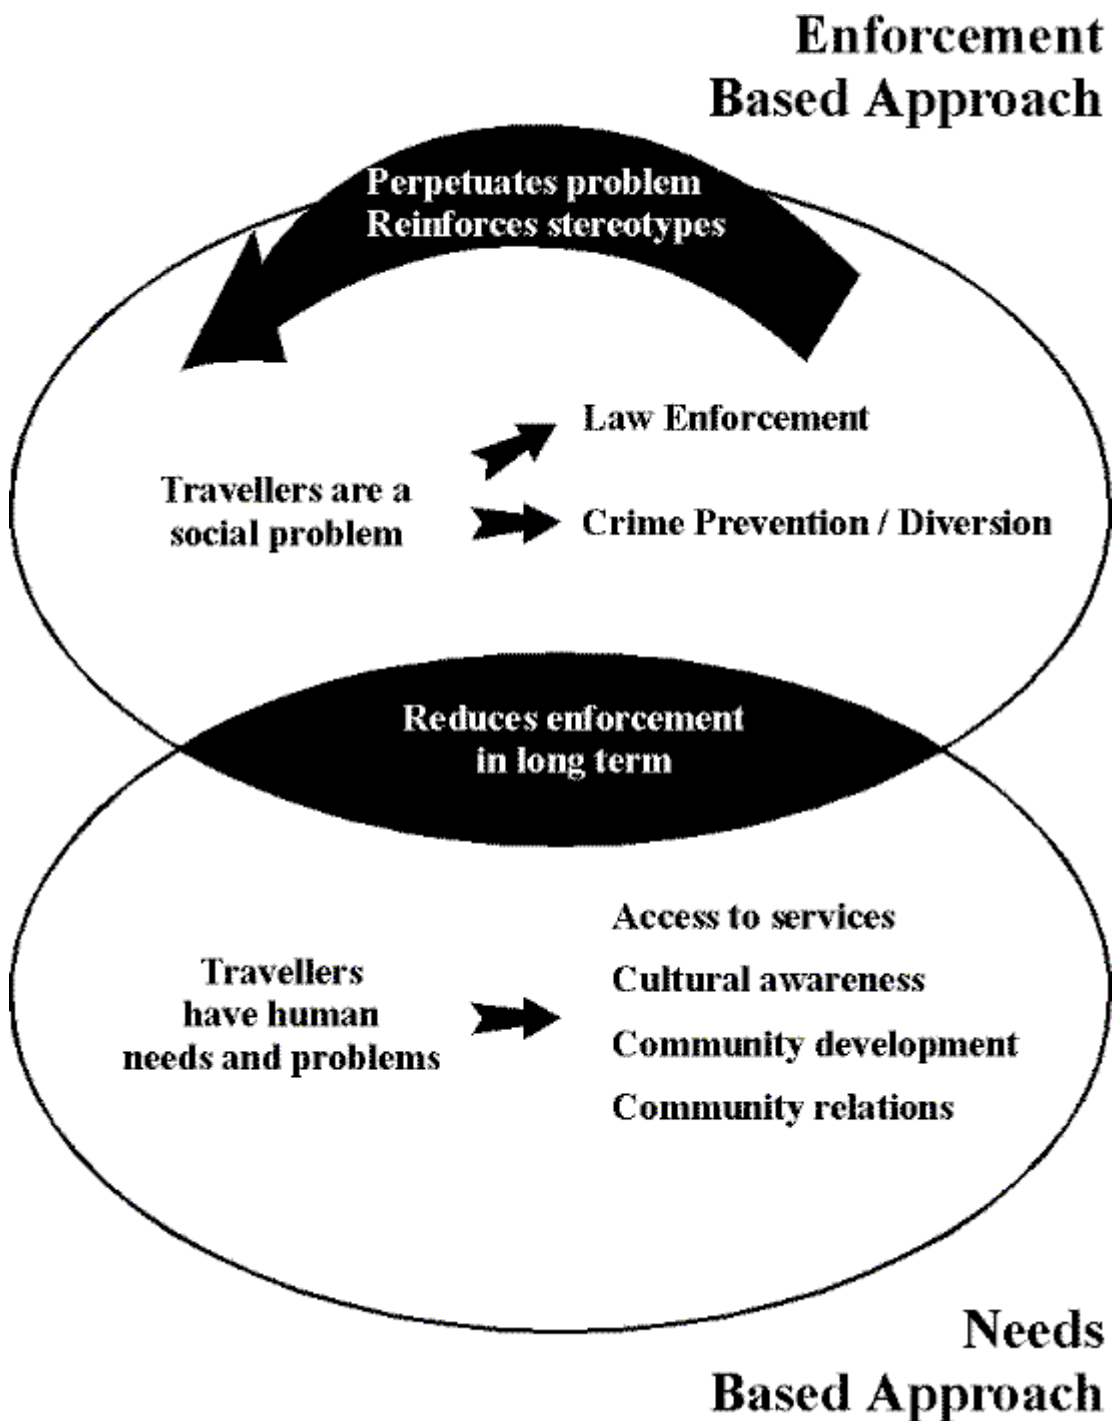 Enforcement
Based Approach
Perpetuates problem
Reinforces stereotypes
Law Enforcement
Travellers are a
social problem
Crime Prevention / Diversion
Reduces enforcement
in long term
Access to services
Travellers
have human
needs and problems
Cultural awareness
Community development
Community relations
Needs
Based Approach